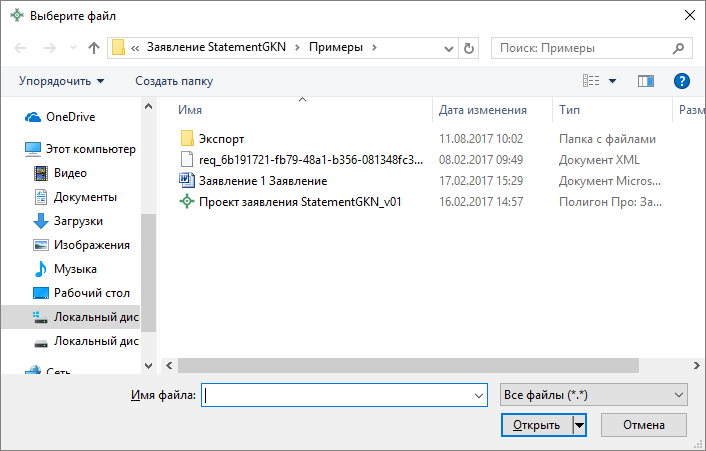 Выберите файл
« Заявление StatementGKN > Примеры >
Поиск: Примеры
Упорядочить Создать папку
Имя Дата изменения Тип Разм
OneDrive
Этот компьютер
Видео
Документы
Загрузки
Изображения
Музыка
Рабочий стол
Локальный дис
Локальный дис
Сеть
Экспорт 11.08.2017 10:02 Папка с файлами
req_6b191721-fb79-48a1-b356-081348fc3... 08.02.2017 09:49 Документ XML
Заявление 1 Заявление 17.02.2017 15:29 Документ Micros...
Проект заявления StatementGKN_v01 16.02.2017 14:57 Полигон Про: За...
Имя файла:
Все файлы (*.*)
Открыть Отмена